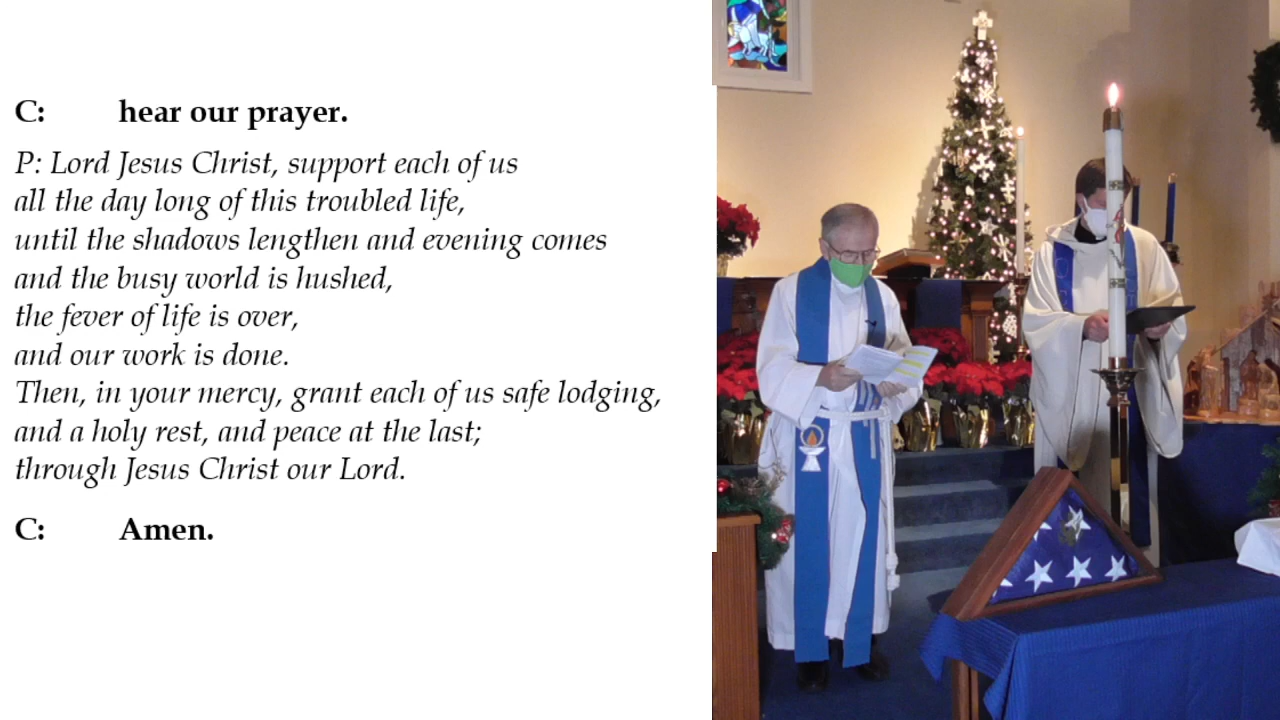 C: hear our prayer.
P: Lord Jesus Christ, support each of us
all the day long of this troubled life,
until the shadows lengthen and evening comes
and the busy world is hushed,
the fever of life is over,
and our work is done.
Then, in your mercy, grant each of us safe lodging,
and a holy rest, and peace at the last;
through Jesus Christ our Lord.
C: Amen.